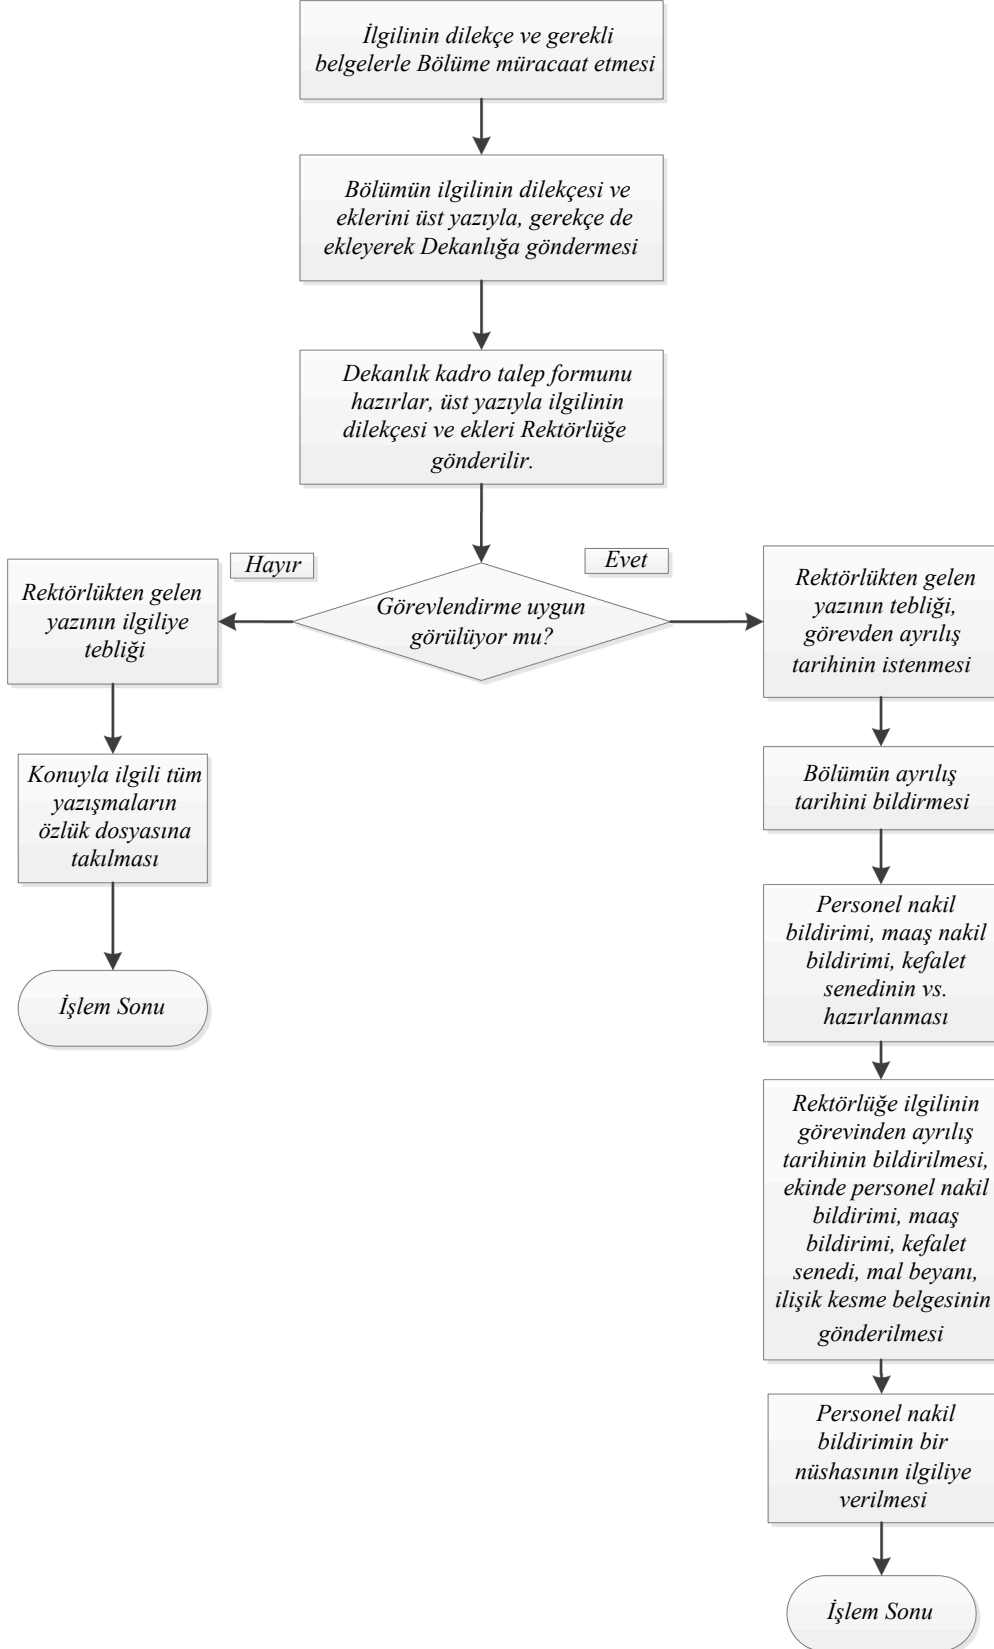 İlgilinin dilekçe ve gerekli
belgelerle Bölüme müracaat etmesi
Bölümün ilgilinin dilekçesi ve
eklerini üst yazıyla, gerekçe de
ekleyerek Dekanlığa göndermesi
Dekanlık kadro talep formunu
hazırlar, üst yazıyla ilgilinin
dilekçesi ve ekleri Rektörlüğe
gönderilir.
Görevlendirme uygun
görülüyor mu?
Hayır
Rektörlükten gelen
yazının ilgiliye
tebliği
Konuyla ilgili tüm
yazışmaların
özlük dosyasına
takılması
İşlem Sonu
Evet
Rektörlükten gelen
yazının tebliği,
görevden ayrılış
tarihinin istenmesi
Bölümün ayrılış
tarihini bildirmesi
Personel nakil
bildirimi, maaş nakil
bildirimi, kefalet
senedinin vs.
hazırlanması
Rektörlüğe ilgilinin
görevinden ayrılış
tarihinin bildirilmesi,
ekinde personel nakil
bildirimi, maaş
bildirimi, kefalet
senedi, mal beyanı,
ilişik kesme belgesinin
gönderilmesi
Personel nakil
bildirimin bir
nüshasının ilgiliye
verilmesi
İşlem Sonu